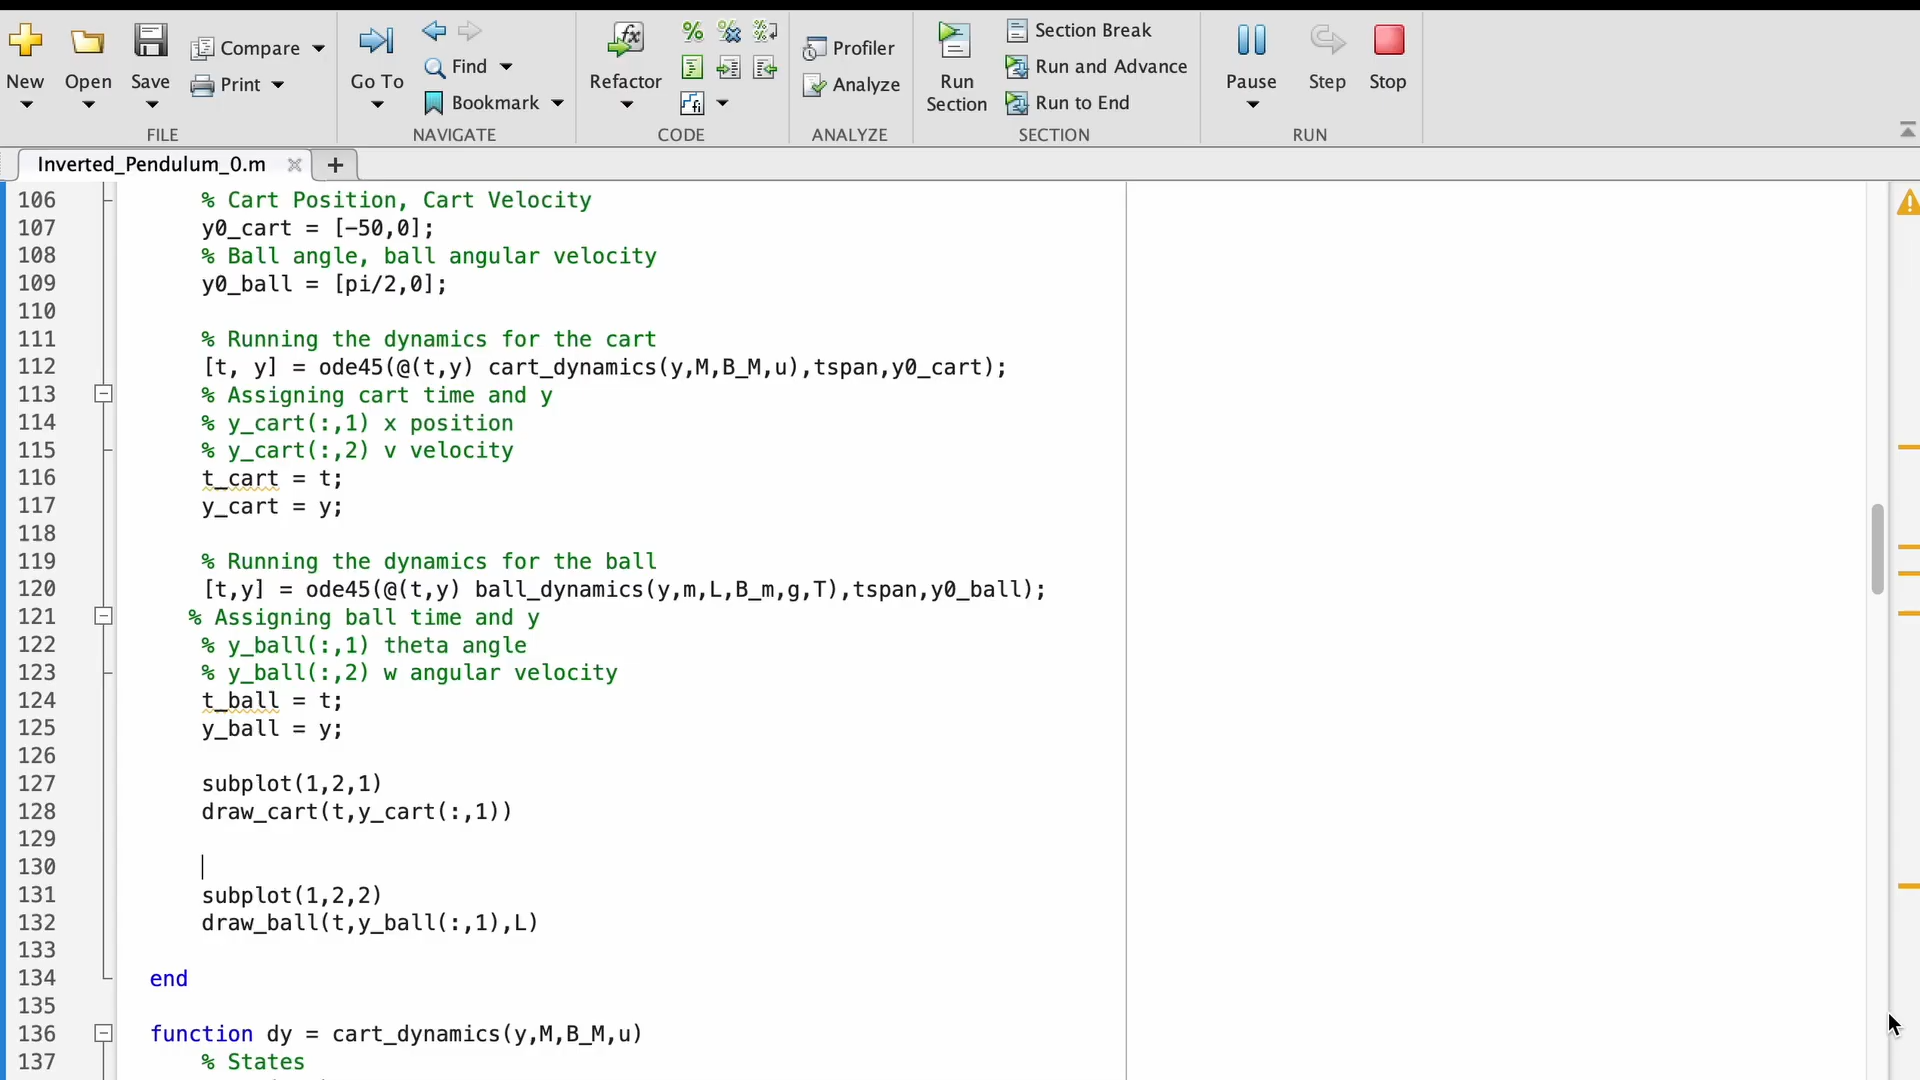 New
Open
Save
Compare
Print
FILE
Go To
Find
Bookmark
NAVIGATE
fx
Refactor
% % %
fi
CODE
Profiler
Analyze
ANALYZE
Run Section
Section Break
Run and Advance
Run to End
SECTION
Pause
Step
Stop
RUN
Inverted_Pendulum_0.m
106 % Cart Position, Cart Velocity
107 y0_cart = [-50,0];
108 % Ball angle, ball angular velocity
109 y0_ball = [pi/2,0];
110
111 % Running the dynamics for the cart
112 [t, y] = ode45(@(t,y) cart_dynamics(y,M,B_M,u),tspan,y0_cart);
113 % Assigning cart time and y
114 % y_cart(:,1) x position
115 % y_cart(:,2) v velocity
116 t_cart = t;
117 y_cart = y;
118
119 % Running the dynamics for the ball
120 [t,y] = ode45(@(t,y) ball_dynamics(y,m,L,B_m,g,T),tspan,y0_ball);
121 % Assigning ball time and y
122 % y_ball(:,1) theta angle
123 % y_ball(:,2) w angular velocity
124 t_ball = t;
125 y_ball = y;
126
127 subplot(1,2,1)
128 draw_cart(t,y_cart(:,1))
129
130
131 subplot(1,2,2)
132 draw_ball(t,y_ball(:,1),L)
133
134 end
135
136 function dy = cart_dynamics(y,M,B_M,u)
137 % States